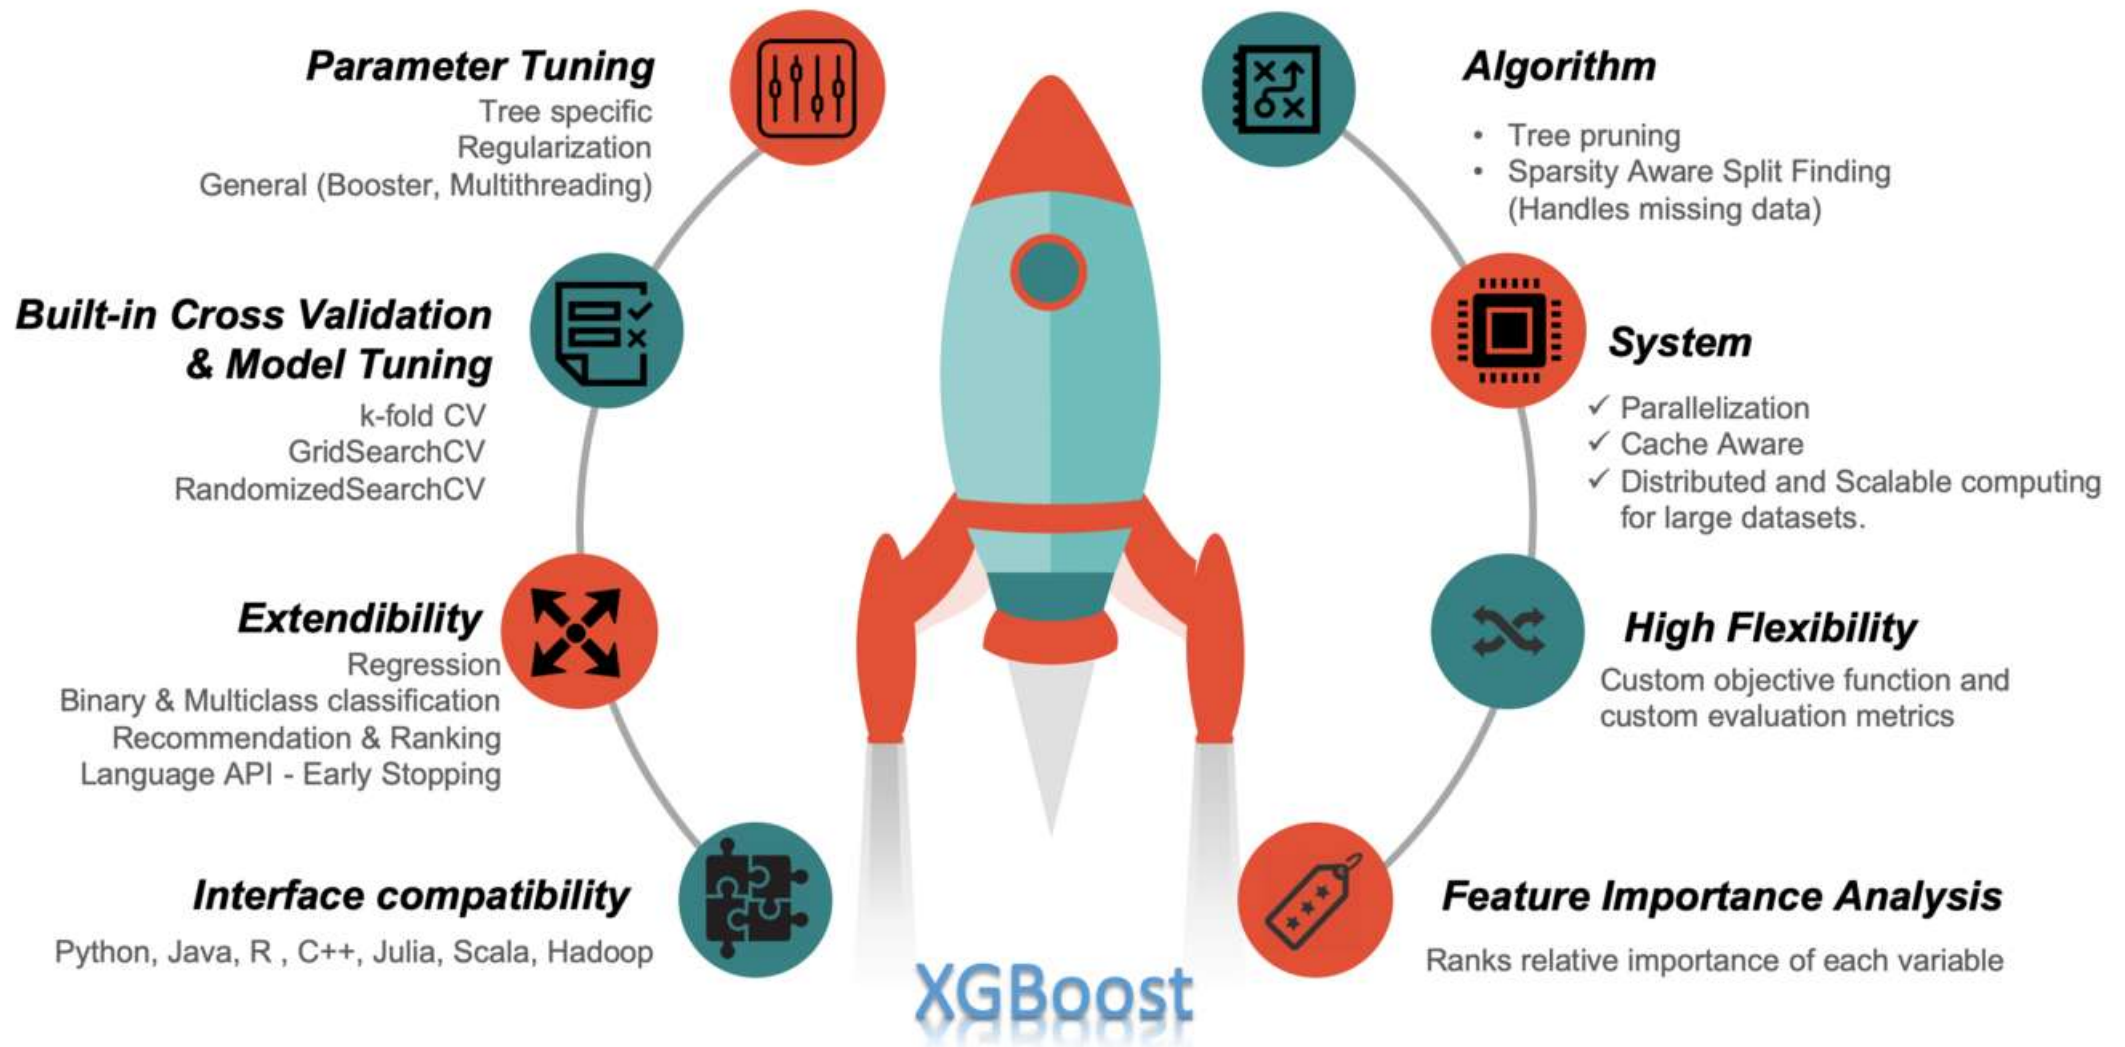 Parameter Tuning
Tree specific
Regularization
General (Booster, Multithreading)
Built-in Cross Validation
& Model Tuning
k-fold CV
GridSearchCV
RandomizedSearchCV
Extendibility
Regression
Binary & Multiclass classification
Recommendation & Ranking
Language API - Early Stopping
Interface compatibility
Python, Java, R , C++, Julia, Scala, Hadoop
Algorithm
• Tree pruning
• Sparsity Aware Split Finding
(Handles missing data)
System
✓ Parallelization
✓ Cache Aware
✓ Distributed and Scalable computing
for large datasets.
High Flexibility
Custom objective function and
custom evaluation metrics
Feature Importance Analysis
Ranks relative importance of each variable
XGBoost